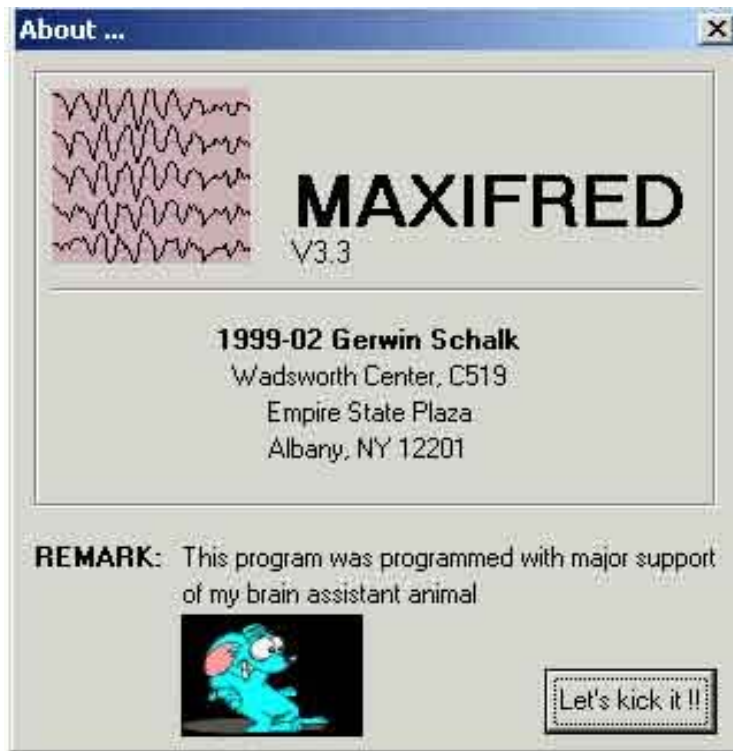 About ...
MAXIFRED
V3.3
1999-02 Gerwin Schalk
Wadsworth Center, C519
Empire State Plaza
Albany, NY 12201
REMARK: This program was programmed with major support
of my brain assistant animal
Let's kick it !!